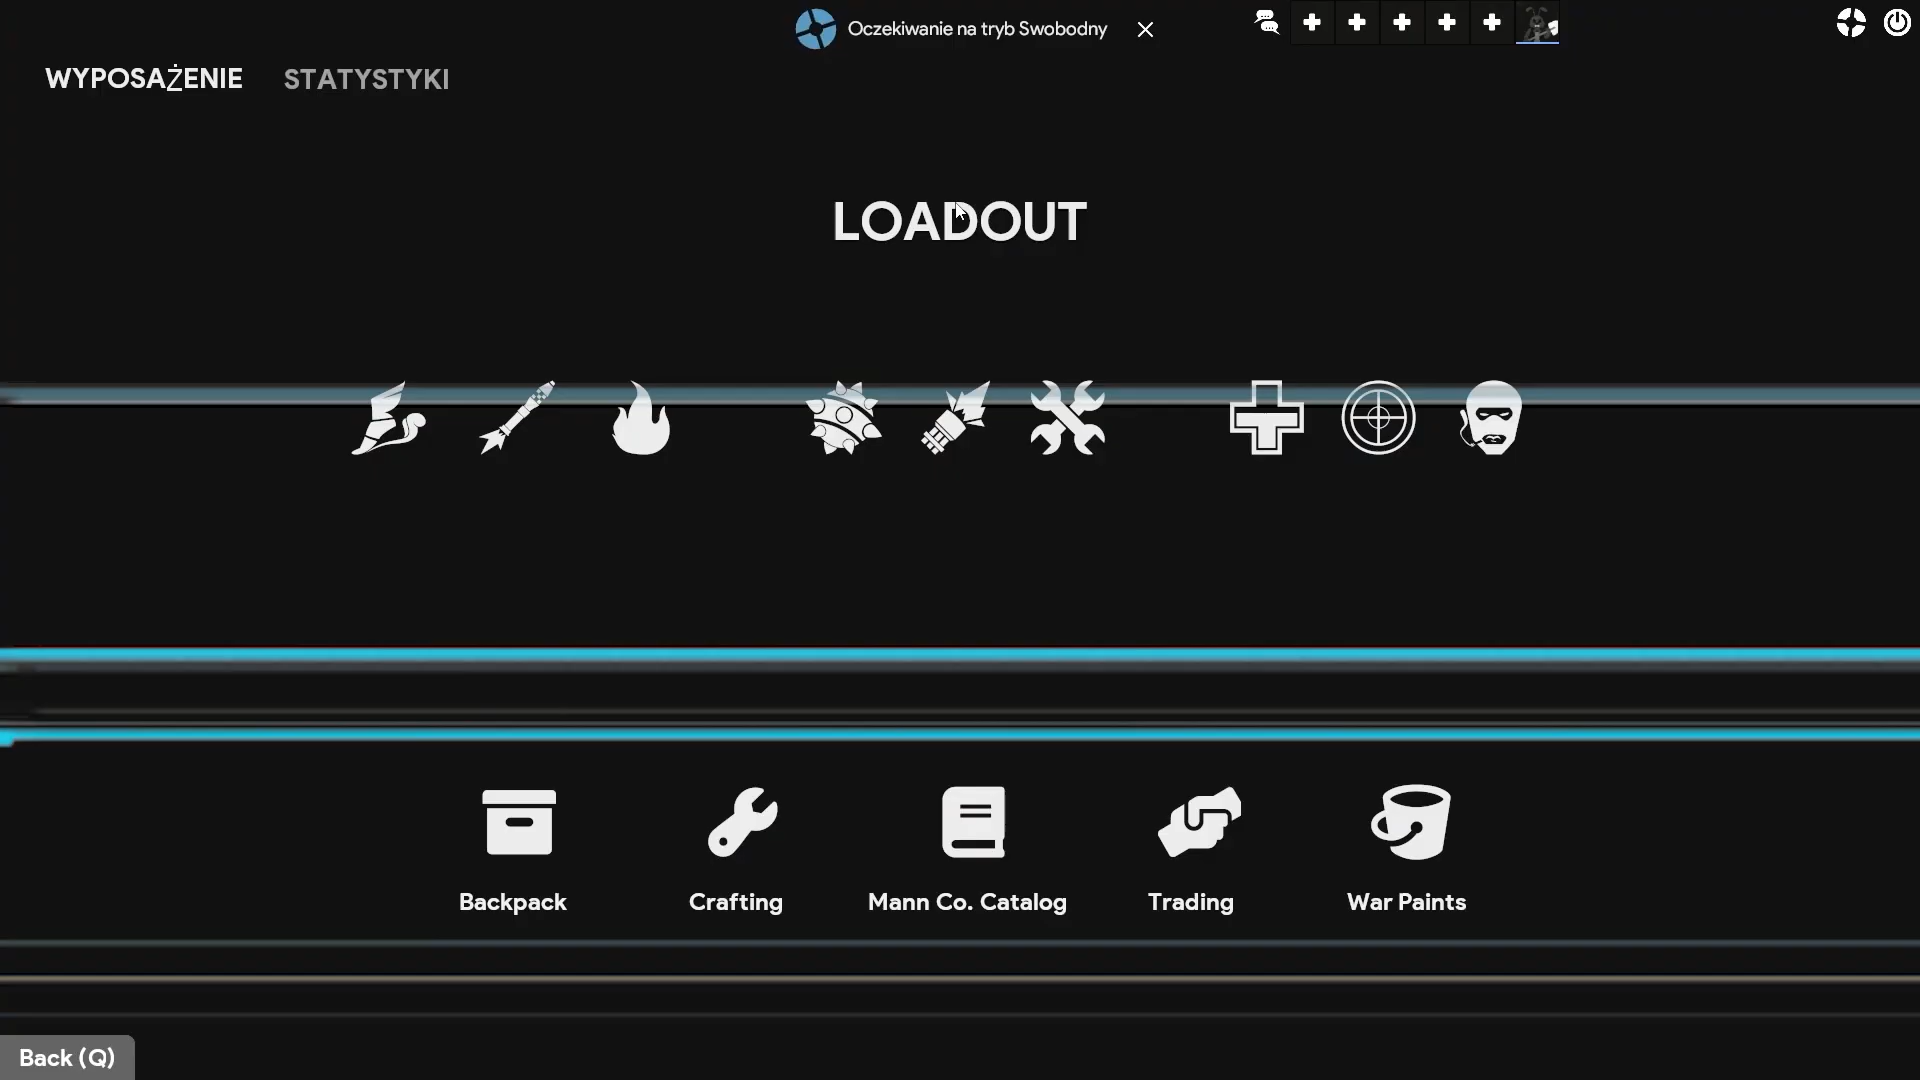 Oczekiwanie na tryb Swobodny
WYPOSAŻENIE STATYSTYKI
LOADOUT
Backpack Crafting Mann Co. Catalog Trading War Paints
Back (Q)